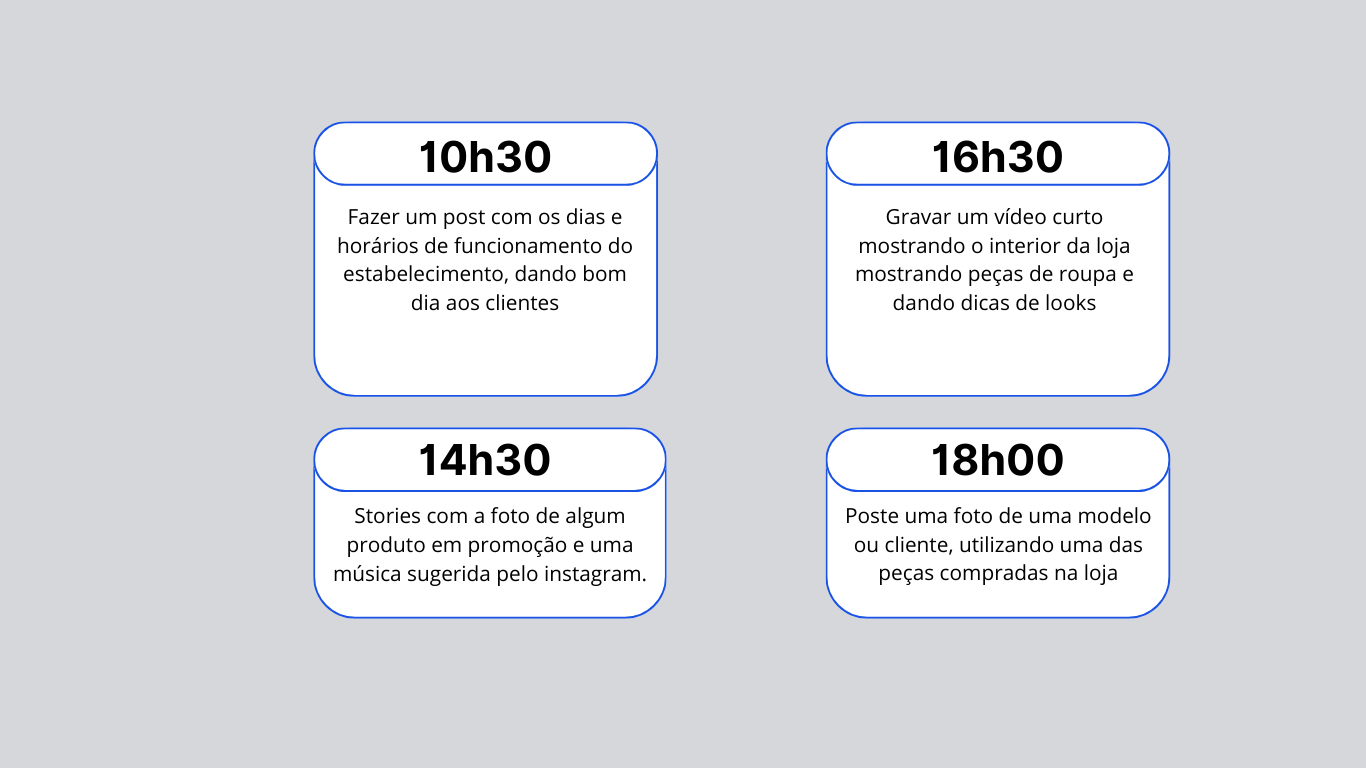 10h30
Fazer um post com os dias e
horários de funcionamento do
estabelecimento, dando bom
dia aos clientes
14h30
Stories com a foto de algum
produto em promoção e uma
música sugerida pelo instagram.
16h30
Gravar um vídeo curto
mostrando o interior da loja
mostrando peças de roupa e
dando dicas de looks
18h00
Poste uma foto de uma modelo
ou cliente, utilizando uma das
peças compradas na loja